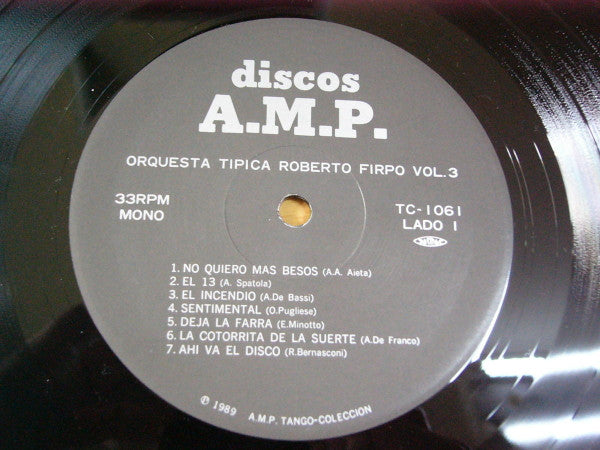 discos
A.M.P.
ORQUESTA TIPICA ROBERTO FIRPO VOL.3
33RPM
MONO
TC-1061
LADO 1
1. NO QUIERO MAS BESOS (A.A. Aieta)
2. EL 13 (A. Spatola)
3. EL INCENDIO (A.De Bassi)
4. SENTIMENTAL (O.Pugliese)
5. DEJA LA FARRA (E.Minotto)
6. LA COTORRITA DE LA SUERTE (A.De Franco)
7. AHI VA EL DISCO (R.Bernasconi)
℗ 1989 A.M.P. TANGO-COLECCION